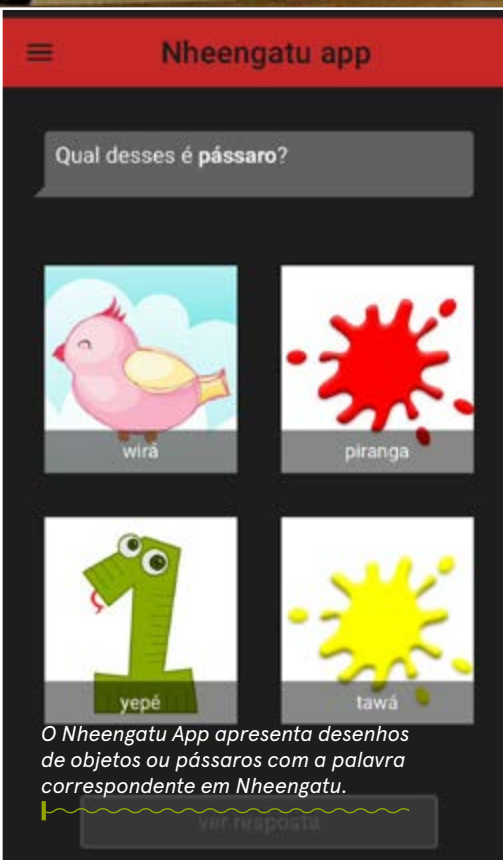 Nheengatu app
Qual desses é pássaro?
wirá
piranga
yepé
tawá
O Nheengatu App apresenta desenhos
de objetos ou pássaros com a palavra
correspondente em Nheengatu.
ver resposta